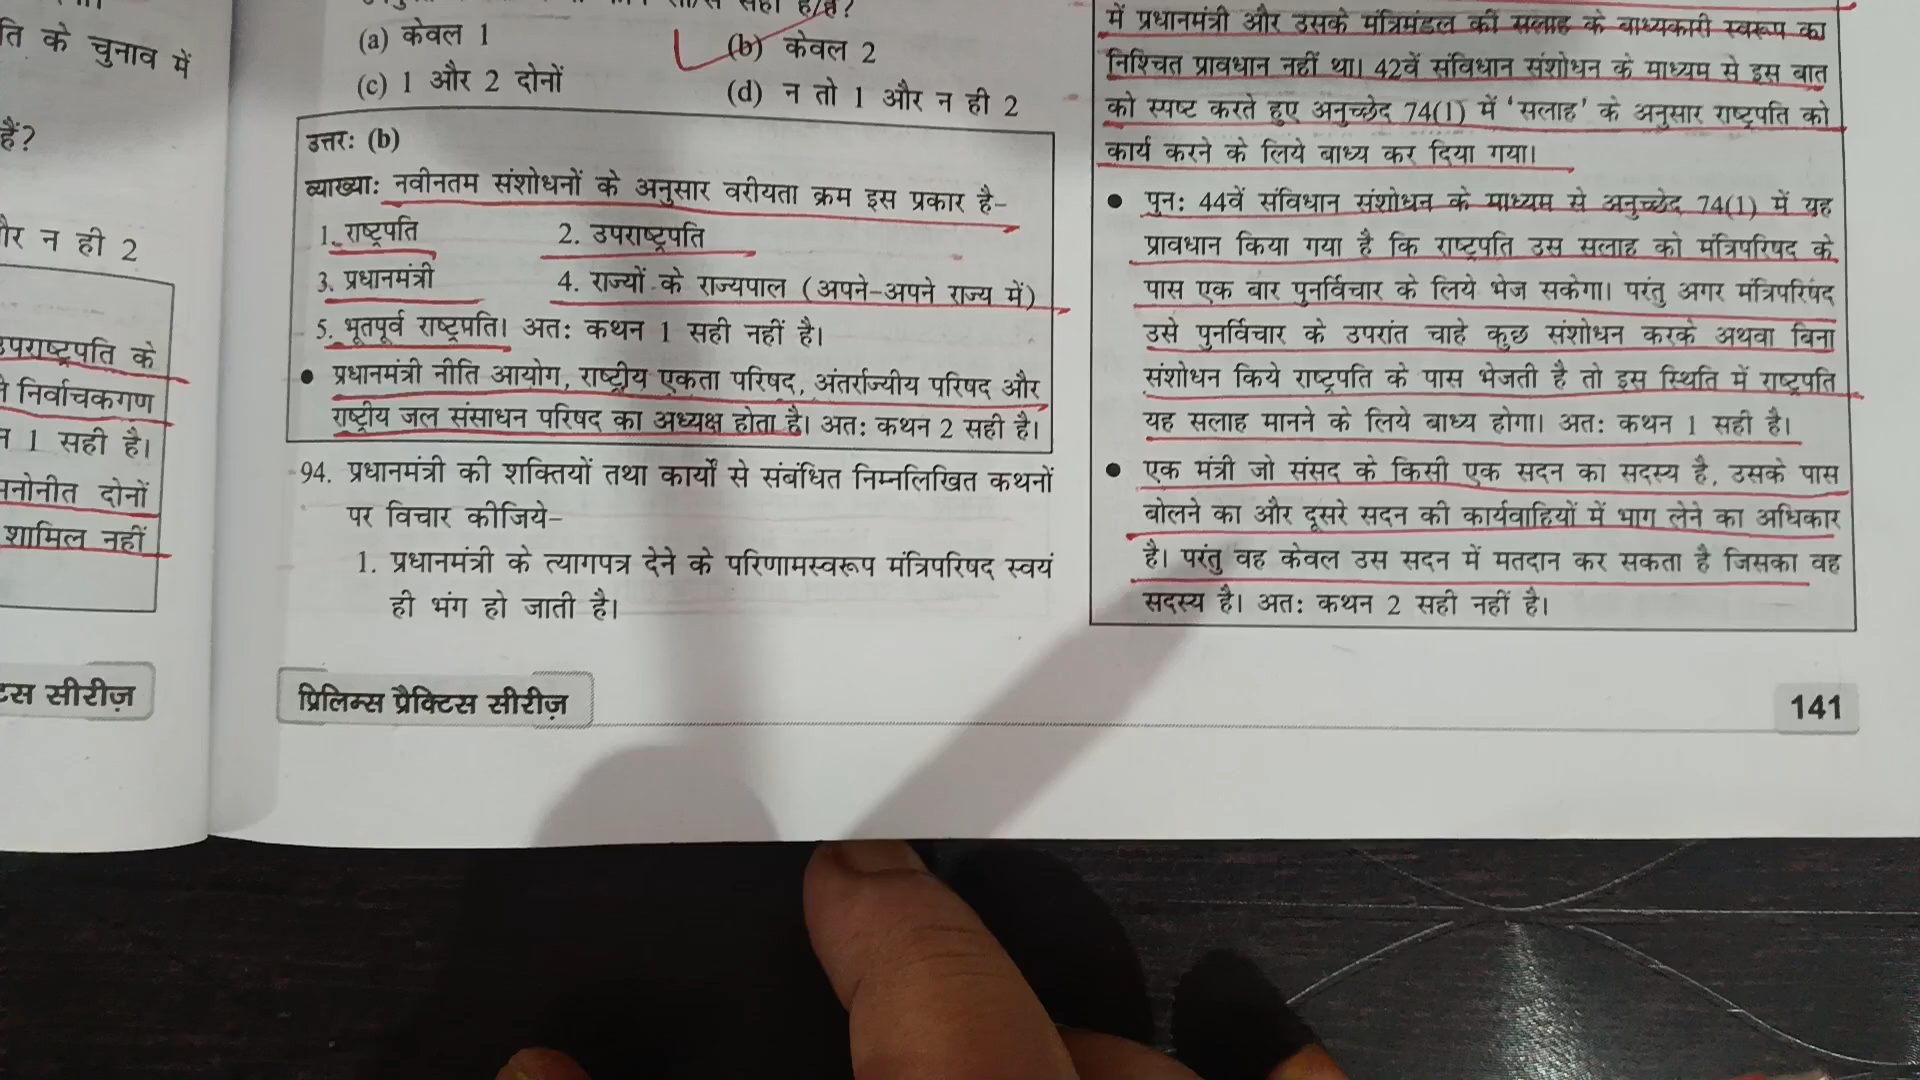 ति के चुनाव में
हैं?
और न ही 2
उपराष्ट्रपति के
निर्वाचकगण
1 सही है।
मनोनीत दोनों
शामिल नहीं
सीरीज़
सही है/हैं?
(a) केवल 1
(b) केवल 2
(c) 1 और 2 दोनों
(d) न तो 1 और न ही 2
उत्तर: (b)
व्याख्या: नवीनतम संशोधनों के अनुसार वरीयता क्रम इस प्रकार है-
1. राष्ट्रपति 2. उपराष्ट्रपति
3. प्रधानमंत्री 4. राज्यों के राज्यपाल (अपने-अपने राज्य में)
5. भूतपूर्व राष्ट्रपति। अत: कथन 1 सही नहीं है।
● प्रधानमंत्री नीति आयोग, राष्ट्रीय एकता परिषद, अंतर्राज्यीय परिषद और
राष्ट्रीय जल संसाधन परिषद का अध्यक्ष होता है। अत: कथन 2 सही है।
94. प्रधानमंत्री की शक्तियों तथा कार्यों से संबंधित निम्नलिखित कथनों
पर विचार कीजिये-
1. प्रधानमंत्री के त्यागपत्र देने के परिणामस्वरूप मंत्रिपरिषद स्वयं
ही भंग हो जाती है।
में प्रधानमंत्री और उसके मंत्रिमंडल की सलाह के बाध्यकारी स्वरूप का
निश्चित प्रावधान नहीं था। 42वें संविधान संशोधन के माध्यम से इस बात
को स्पष्ट करते हुए अनुच्छेद 74(1) में 'सलाह' के अनुसार राष्ट्रपति को
कार्य करने के लिये बाध्य कर दिया गया।
● पुन: 44वें संविधान संशोधन के माध्यम से अनुच्छेद 74(1) में यह
प्रावधान किया गया है कि राष्ट्रपति उस सलाह को मंत्रिपरिषद के
पास एक बार पुनर्विचार के लिये भेज सकेगा। परंतु अगर मंत्रिपरिषद
उसे पुनर्विचार के उपरांत चाहे कुछ संशोधन करके अथवा बिना
संशोधन किये राष्ट्रपति के पास भेजती है तो इस स्थिति में राष्ट्रपति
यह सलाह मानने के लिये बाध्य होगा। अत: कथन 1 सही है।
● एक मंत्री जो संसद के किसी एक सदन का सदस्य है, उसके पास
बोलने का और दूसरे सदन की कार्यवाहियों में भाग लेने का अधिकार
है। परंतु वह केवल उस सदन में मतदान कर सकता है जिसका वह
सदस्य है। अत: कथन 2 सही नहीं है।
प्रिलिम्स प्रैक्टिस सीरीज़
141